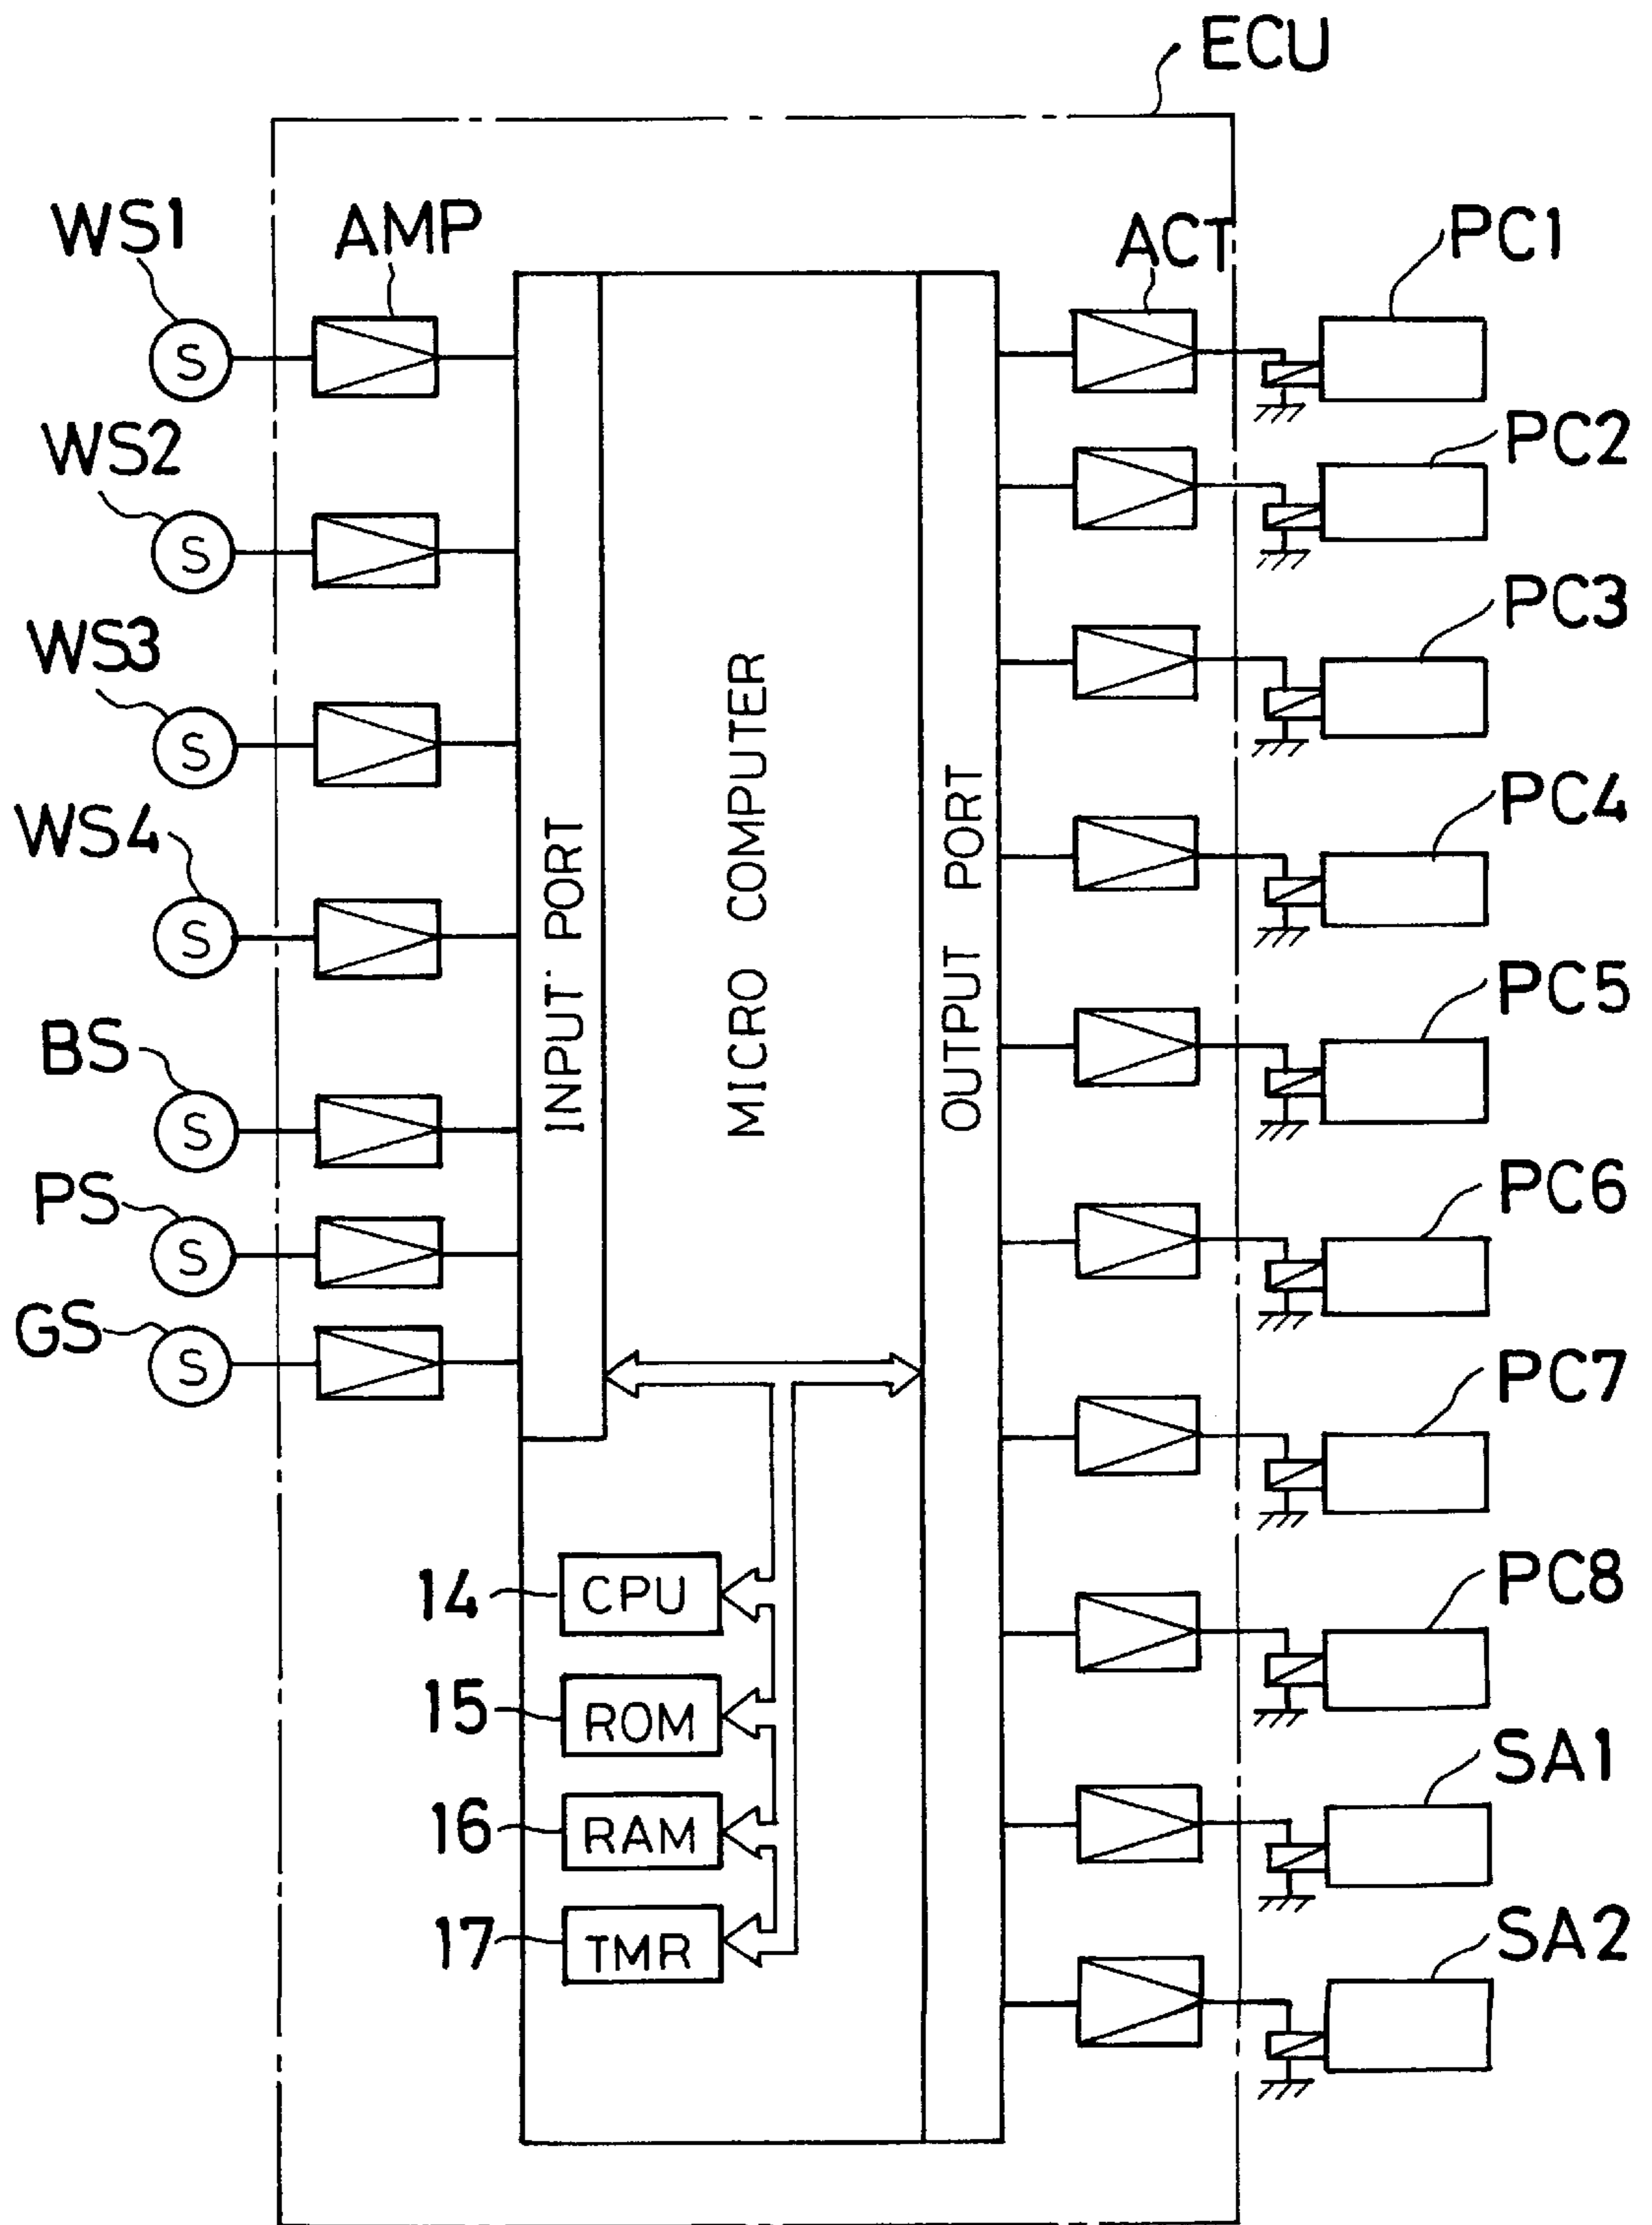 ECU
WS1
AMP
ACT
PC1
S
WS2
PC2
S
WS3
PC3
S
WS4
PC4
S
INPUT PORT
MICRO COMPUTER
OUTPUT PORT
BS
PC5
S
PS
PC6
S
GS
PC7
S
14
CPU
PC8
15
ROM
SA1
16
RAM
17
TMR
SA2